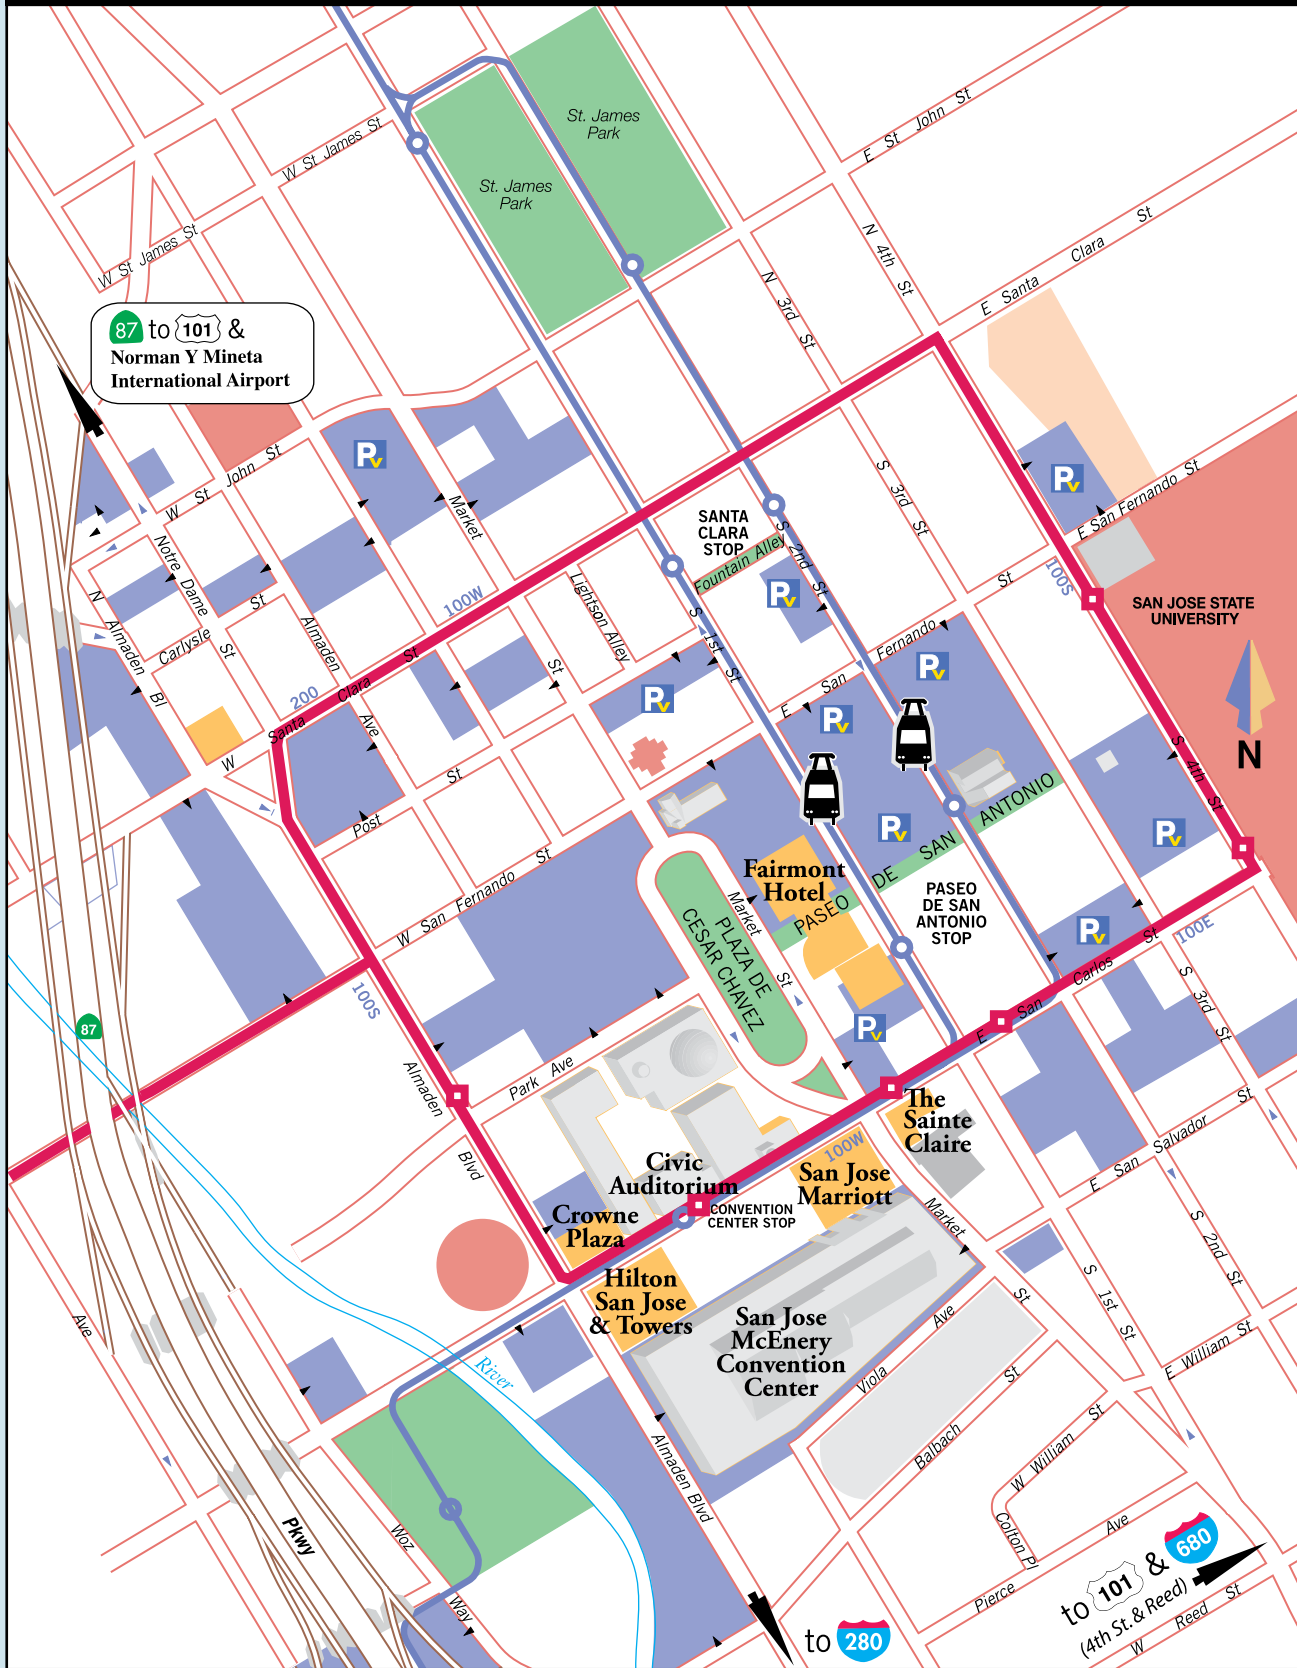 St. James
Park
St. James
Park
W St James St
W St James St
E St John St
N 4th St
N 3rd St
E Santa Clara St
87 to 101 &
Norman Y Mineta
International Airport
W St John St
P
Market
P
v
v
E San Fernando St
SANTA
CLARA
STOP
Fountain Alley
S 2nd St
S 3rd St
Notre Dame St
N Almaden Bl
Carlysle St
Almaden Ave
100W
Lightson Alley
P
v
S 1st St
100S
SAN JOSE STATE
UNIVERSITY
N
200
W Santa Clara St
P
v
E San Fernando St
P
v
P
v
S 4th St
Post St
St
W San Fernando St
Fairmont
Hotel
P
v
P
v
PASEO DE SAN ANTONIO
PASEO
DE SAN
ANTONIO
STOP
PLAZA DE
CESAR CHAVEZ
Market St
P
v
P
v
100E
E San Carlos St
S 3rd St
87
100S
Almaden Blvd
Park Ave
The
Sainte
Claire
E San Salvador St
100W
Civic
Auditorium
San Jose
Marriott
CONVENTION
CENTER STOP
Crowne
Plaza
Market St
S 2nd St
S 1st St
Hilton
San Jose
& Towers
San Jose
McEnery
Convention
Center
Ave
River
Viola Ave
E William St
Balbach St
W William St
Almaden Blvd
Colton Pl
Pkwy
Woz Way
Pierce Ave
to 101 & 680
(4th St. & Reed)
W Reed St
to 280